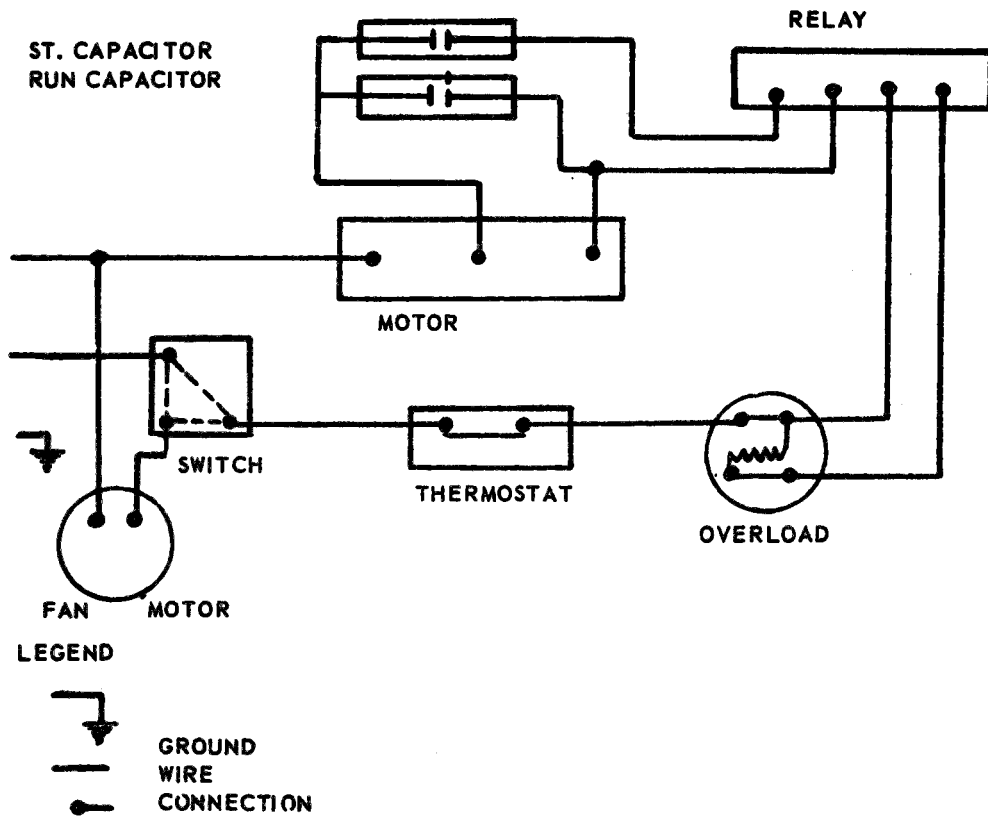 RELAY
ST. CAPACITOR
RUN CAPACITOR
MOTOR
SWITCH
THERMOSTAT
OVERLOAD
FAN MOTOR
LEGEND
GROUND
WIRE
CONNECTION